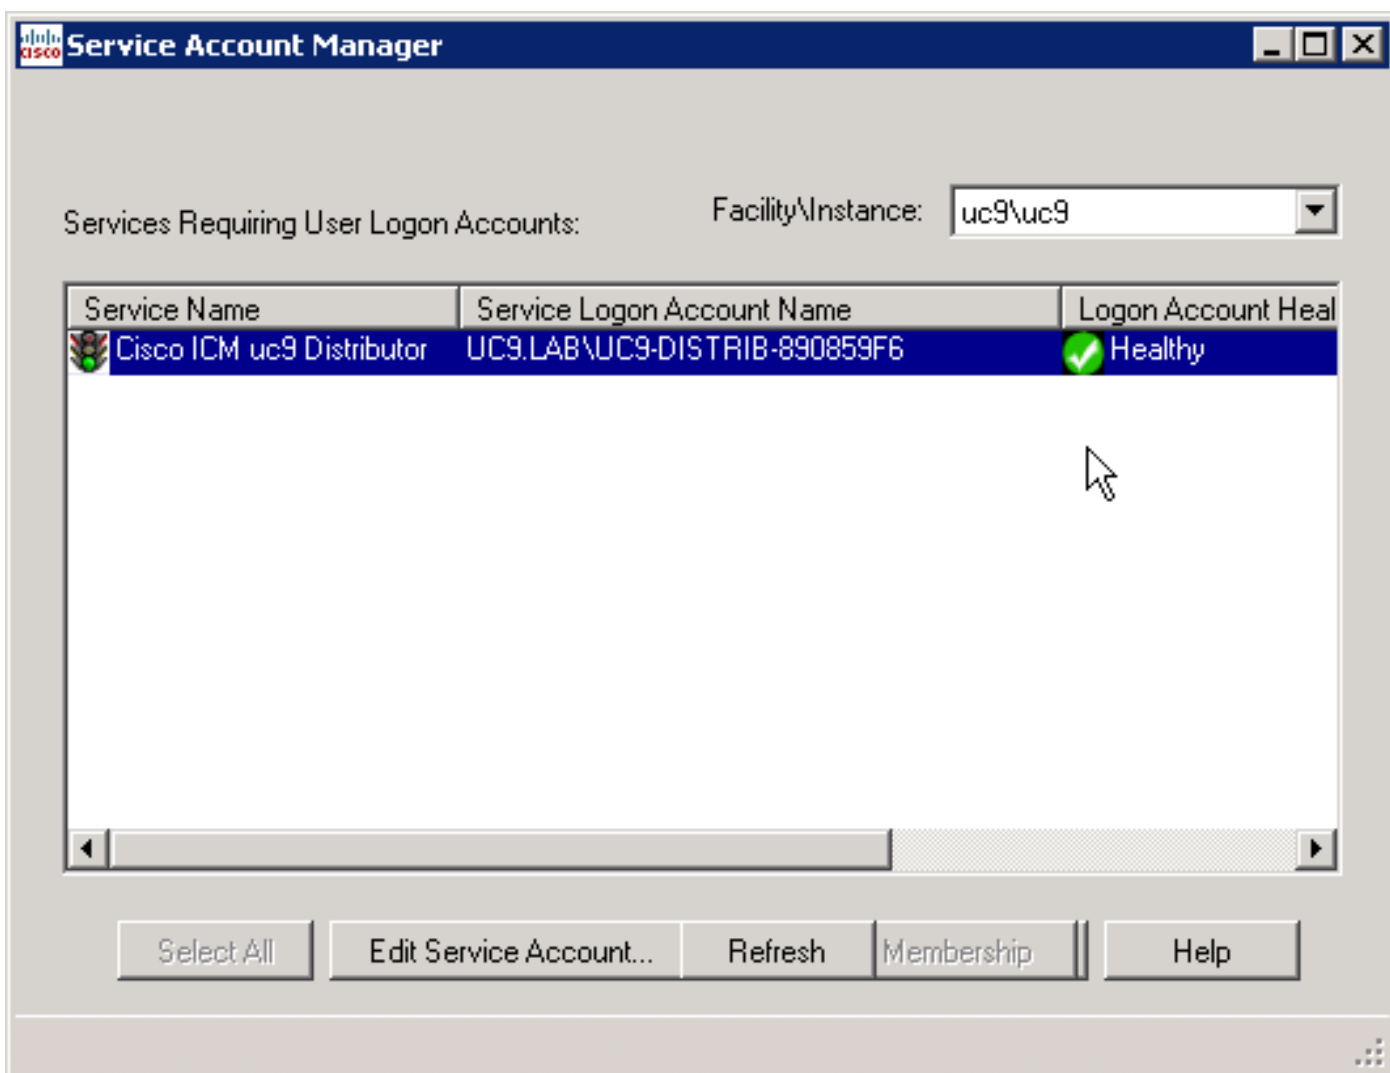 cisco Service Account Manager
Services Requiring User Logon Accounts:
Facility\Instance: uc9\uc9
Service Name Service Logon Account Name Logon Account Heal
Cisco ICM uc9 Distributor UC9.LAB\UC9-DISTRIB-890859F6 Healthy
Select All Edit Service Account... Refresh Membership Help